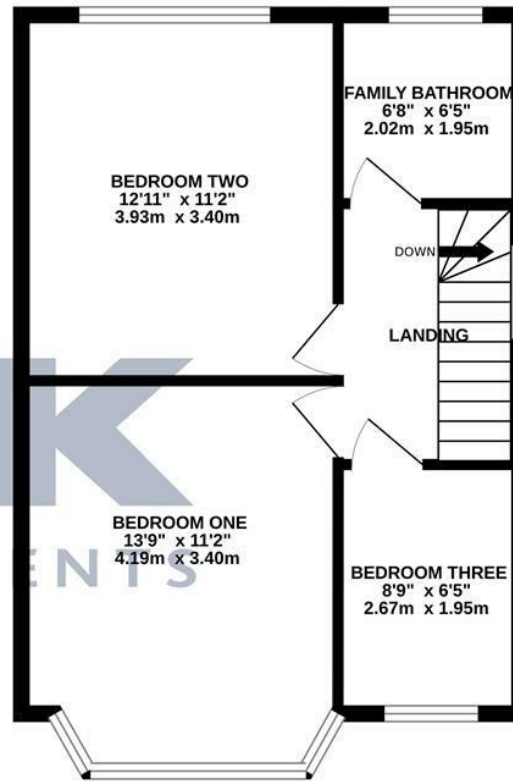 FAMILY BATHROOM
6'8" x 6'5"
2.02m x 1.95m
BEDROOM TWO
12'11" x 11'2"
3.93m x 3.40m
DOWN
LANDING
K
ENTS
BEDROOM ONE
13'9" x 11'2"
4.19m x 3.40m
BEDROOM THREE
8'9" x 6'5"
2.67m x 1.95m